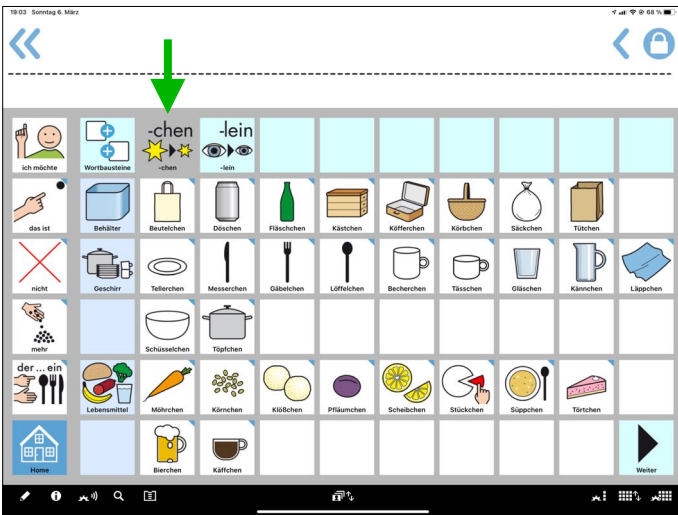 19:03 Sonntag 6. März
68 %
-chen
-lein
ich möchte
Wortbausteine
-chen
-lein
das ist
Behälter
Beutelchen
Döschen
Fläschchen
Kästchen
Köfferchen
Körbchen
Säckchen
Tütchen
nicht
Geschirr
Tellerchen
Messerchen
Gäbelchen
Löffelchen
Becherchen
Tässchen
Gläschen
Kännchen
Läppchen
mehr
Schüsselchen
Töpfchen
der ... ein
Lebensmittel
Möhrchen
Körnchen
Klößchen
Pfläumchen
Scheibchen
Stückchen
Süppchen
Törtchen
Home
Bierchen
Käffchen
Weiter